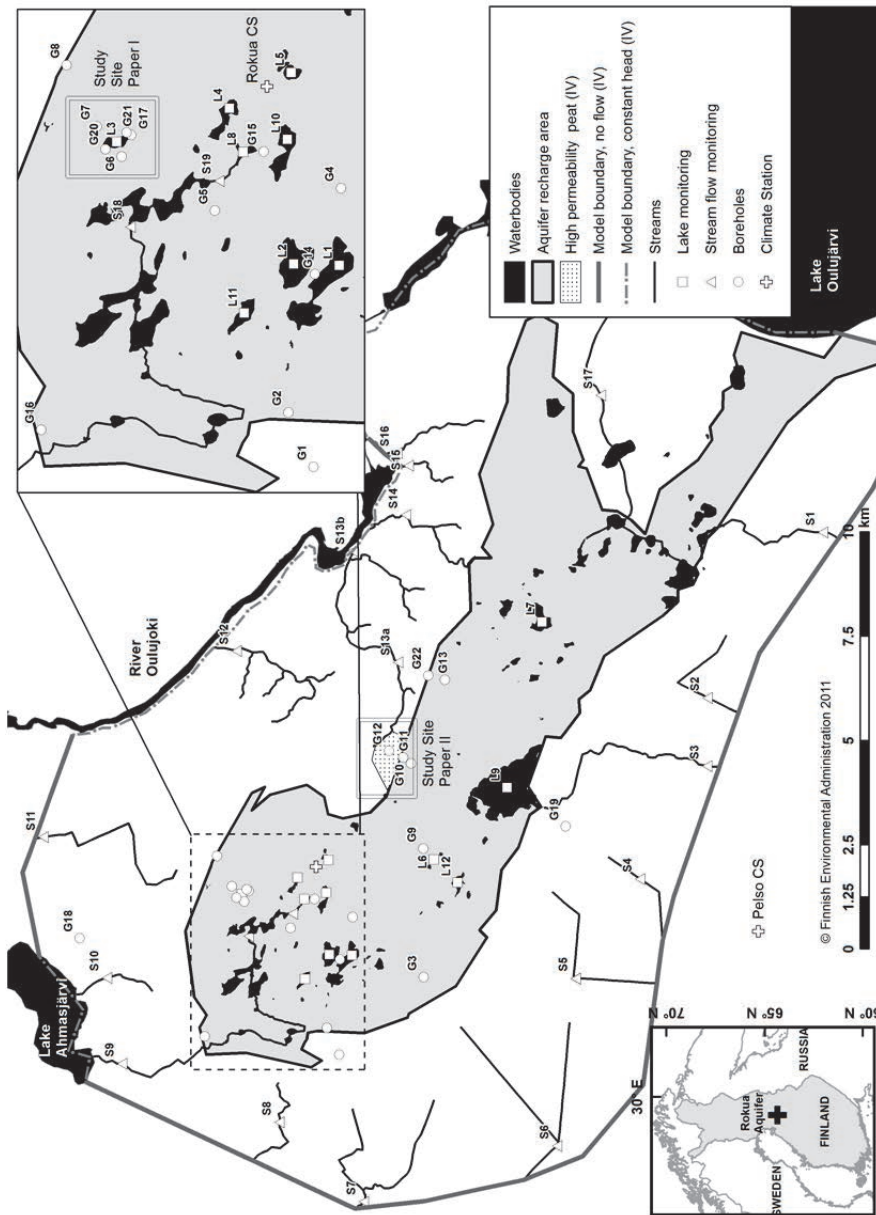 G8
Study
Site
Paper I
G7
G20
L3
G21
G17
G6
L4
Rokua CS
L5
L8
L10
G15
S19
G5
S18
G4
L2
G14
L1
L11
G16
G2
G1
Waterbodies
Aquifer recharge area
High permeability peat (IV)
Model boundary, no flow (IV)
Model boundary, constant head (IV)
Streams
Lake monitoring
Stream flow monitoring
Boreholes
Climate Station
Lake
Oulujärvi
River
Oulujoki
Lake
Ahmasjärvi
S11
G18
S10
S9
S8
S7
S6
S5
S4
S3
S2
S1
S12
S13b
S14
S15
S16
S17
S13a
G22
G13
G12
G11
G10
Study Site
Paper II
G9
L6
L12
G3
L9
L7
G19
Pelso CS
© Finnish Environmental Administration 2011
0
1.25
2.5
5
7.5
10
km
30° E
70° N
65° N
60° N
Rokua
Aquifer
FINLAND
SWEDEN
RUSSIA